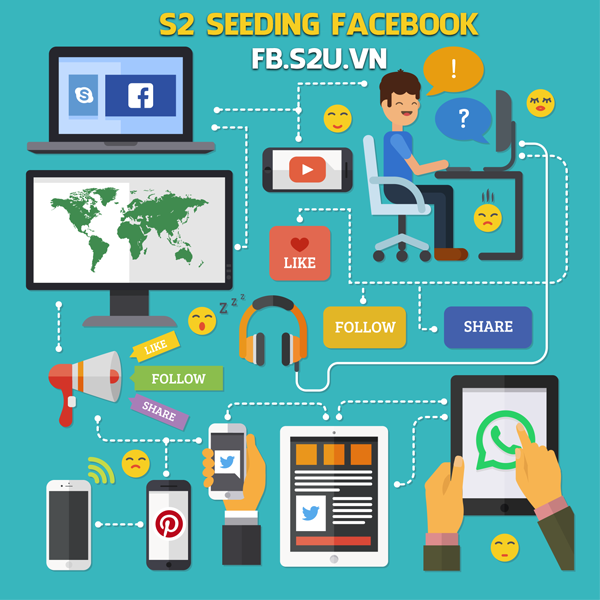 S2 SEEDING FACEBOOK
FB.S2U.VN
!
?
LIKE
FOLLOW
SHARE
z z z
LIKE
FOLLOW
SHARE